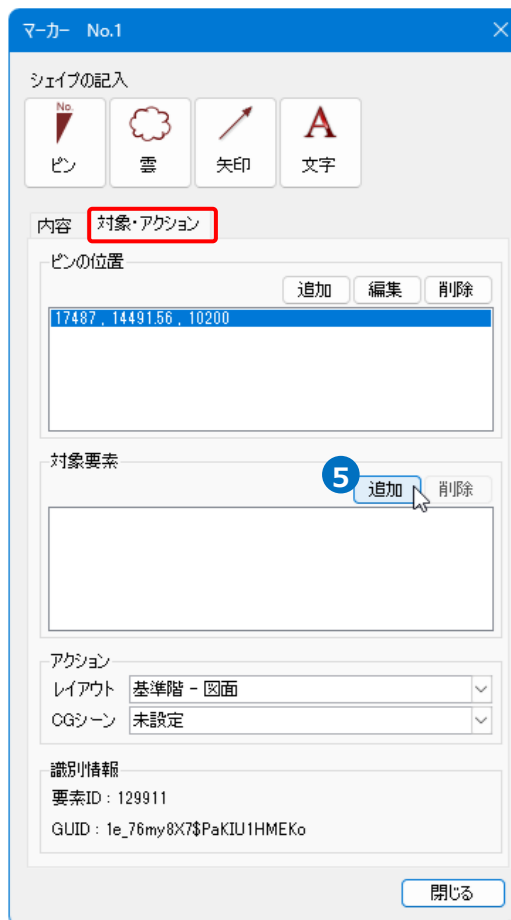 マーカー No.1
シェイプの記入
No.
ピン 雲 矢印 文字
内容 対象・アクション
ピンの位置
追加 編集 削除
17487 , 14491.56 , 10200
対象要素
5 追加 削除
アクション
レイアウト 基準階 - 図面
CGシーン 未設定
識別情報
要素ID : 129911
GUID : 1e_76my8X7$PaKIU1HMEKo
閉じる